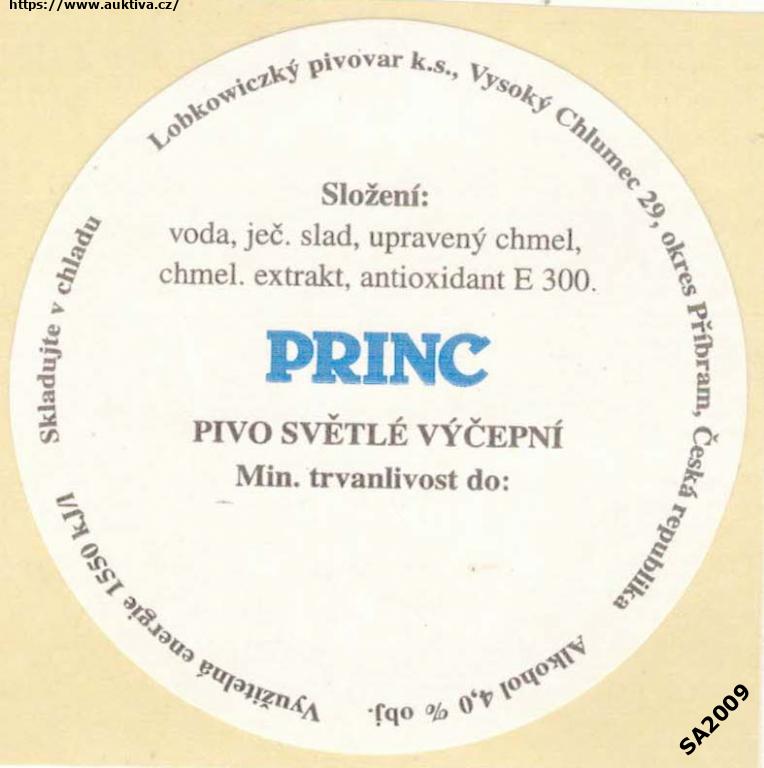 https://www.auktiva.cz/
Lobkowiczký pivovar k.s., Vysoký Chlumec 29, okres Příbram, Česká republika
Složení:
voda, ječ. slad, upravený chmel,
chmel. extrakt, antioxidant E 300.
PRINC
PIVO SVĚTLÉ VÝČEPNÍ
Min. trvanlivost do:
Skladujte v chladu
Využitelná energie 1550 kJ/l
Alkohol 4,0 % obj.
SA2009